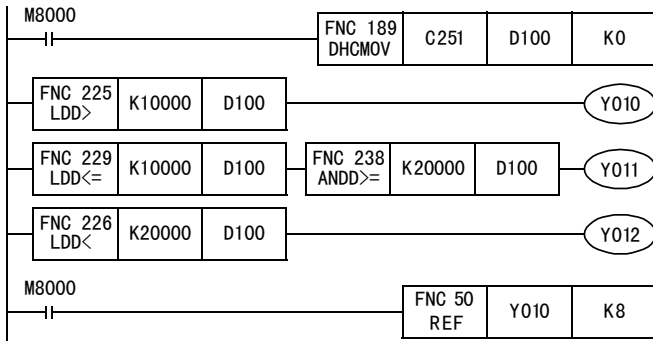 M8000
FNC 189
DHCMOV
C251
D100
K0
FNC 225
LDD>
K10000
D100
Y010
FNC 229
LDD<=
K10000
D100
FNC 238
ANDD>=
K20000
D100
Y011
FNC 226
LDD<
K20000
D100
Y012
M8000
FNC 50
REF
Y010
K8